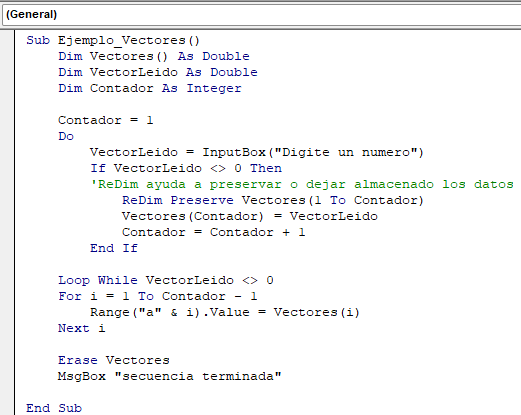 (General)
Sub Ejemplo_Vectores()
    Dim Vectores() As Double
    Dim VectorLeido As Double
    Dim Contador As Integer

    Contador = 1
    Do
        VectorLeido = InputBox("Digite un numero")
        If VectorLeido <> 0 Then
        'ReDim ayuda a preservar o dejar almacenado los datos
            ReDim Preserve Vectores(1 To Contador)
            Vectores(Contador) = VectorLeido
            Contador = Contador + 1
        End If

    Loop While VectorLeido <> 0
    For i = 1 To Contador - 1
        Range("a" & i).Value = Vectores(i)
    Next i

    Erase Vectores
    MsgBox "secuencia terminada"

End Sub